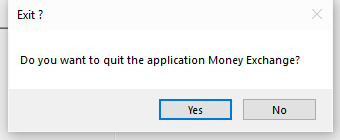 Exit ?
Do you want to quit the application Money Exchange?
Yes
No